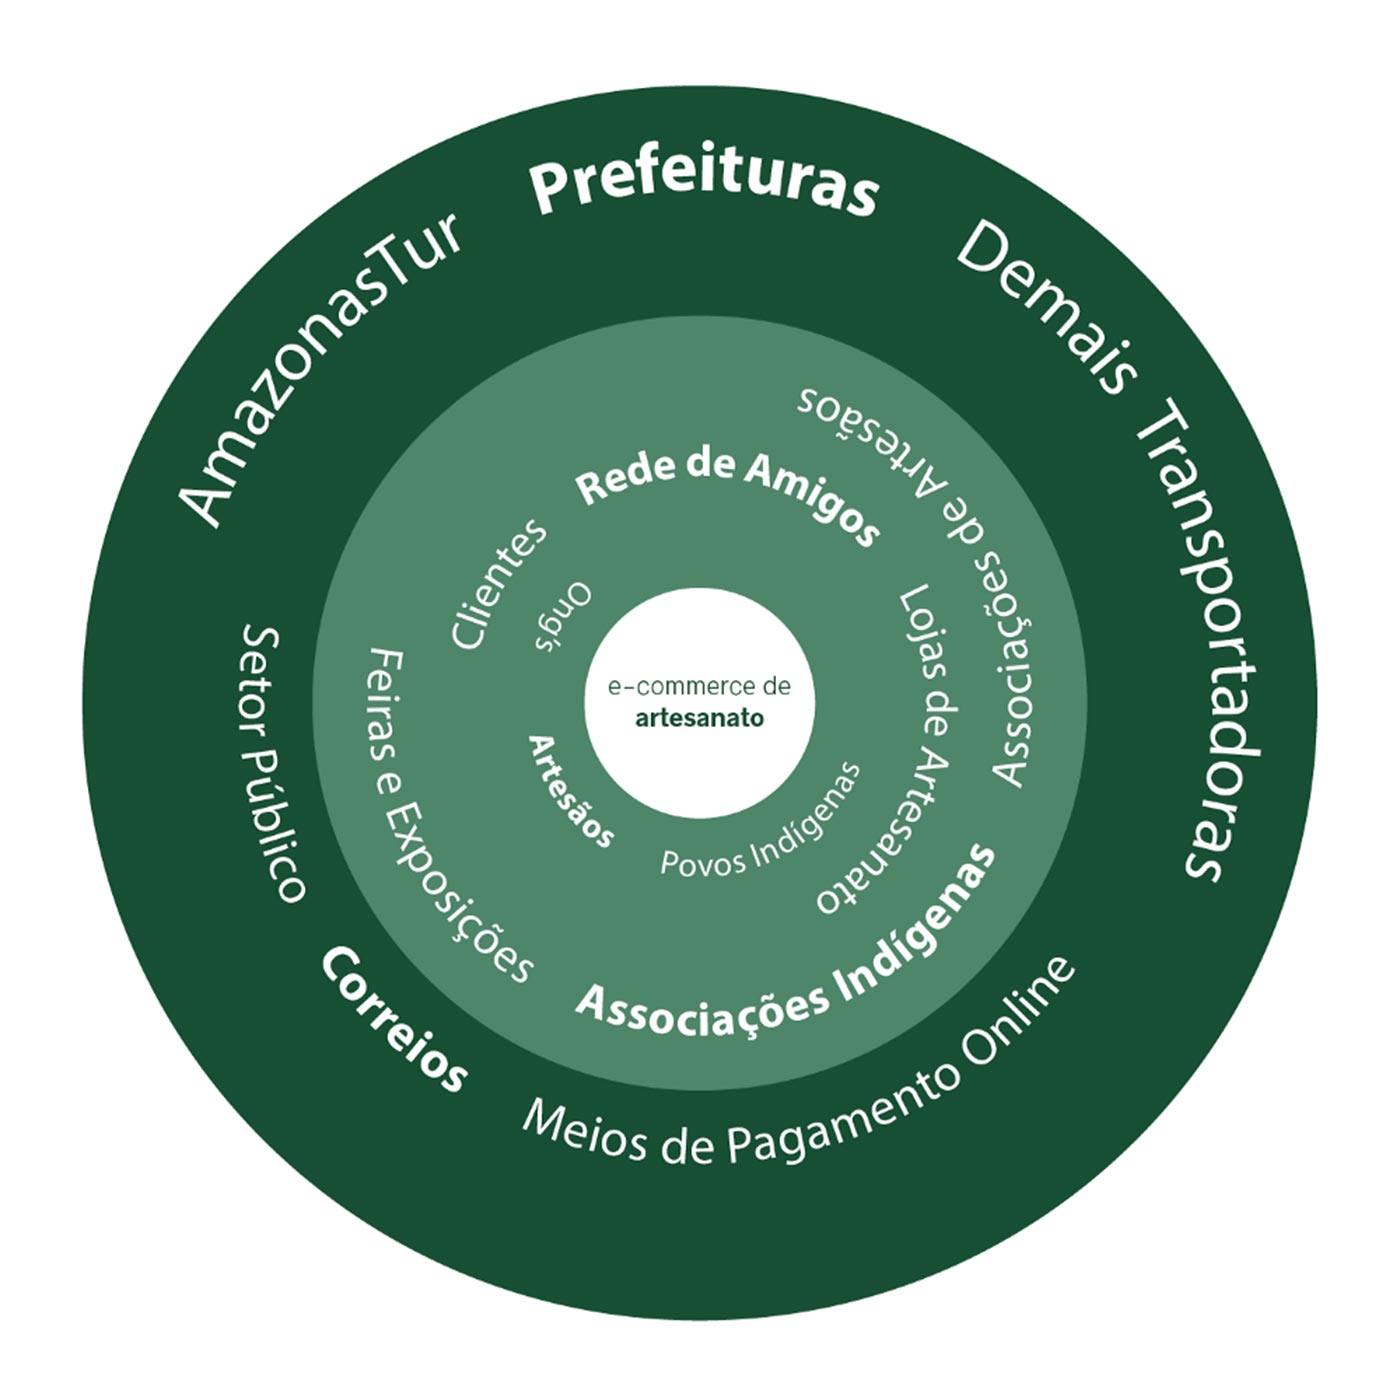 Prefeituras
AmazonasTur
Demais Transportadoras
Setor Público
Correios
Meios de Pagamento Online
Associações de Artesãos
Rede de Amigos
Clientes
Lojas de Artesanato
Feiras e Exposições
Associações Indígenas
Ong's
Artesãos
Povos Indígenas
e-commerce de
artesanato